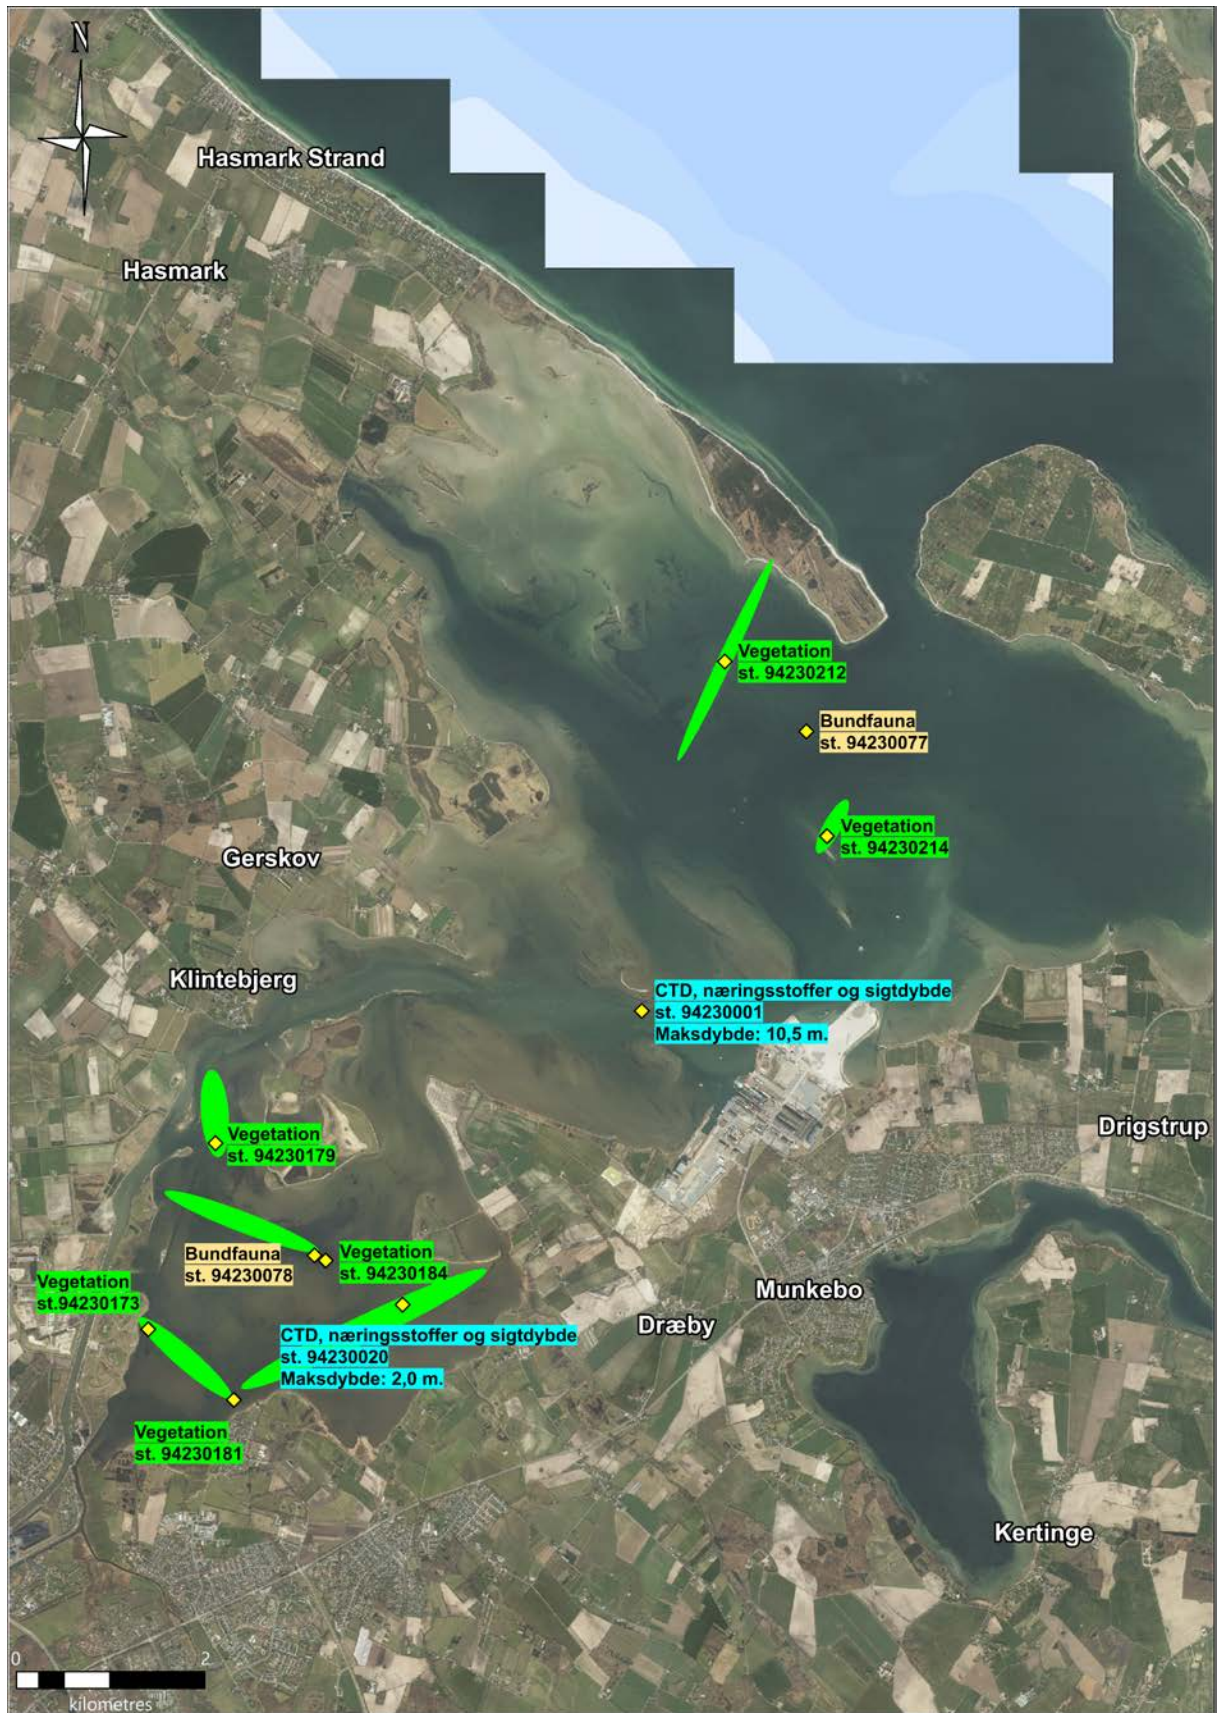 N
Hasmark Strand
Hasmark
Vegetation
st. 94230212
Bundfauna
st. 94230077
Vegetation
st. 94230214
Gerskov
Klintebjerg
CTD, næringsstoffer og sigtdybde
st. 94230001
Maksdybde: 10,5 m.
Vegetation
st. 94230179
Drigstrup
Bundfauna
st. 94230078
Vegetation
st. 94230184
Vegetation
st.94230173
Munkebo
Dræby
CTD, næringsstoffer og sigtdybde
st. 94230020
Maksdybde: 2,0 m.
Vegetation
st. 94230181
Kertinge
0 2
kilometres